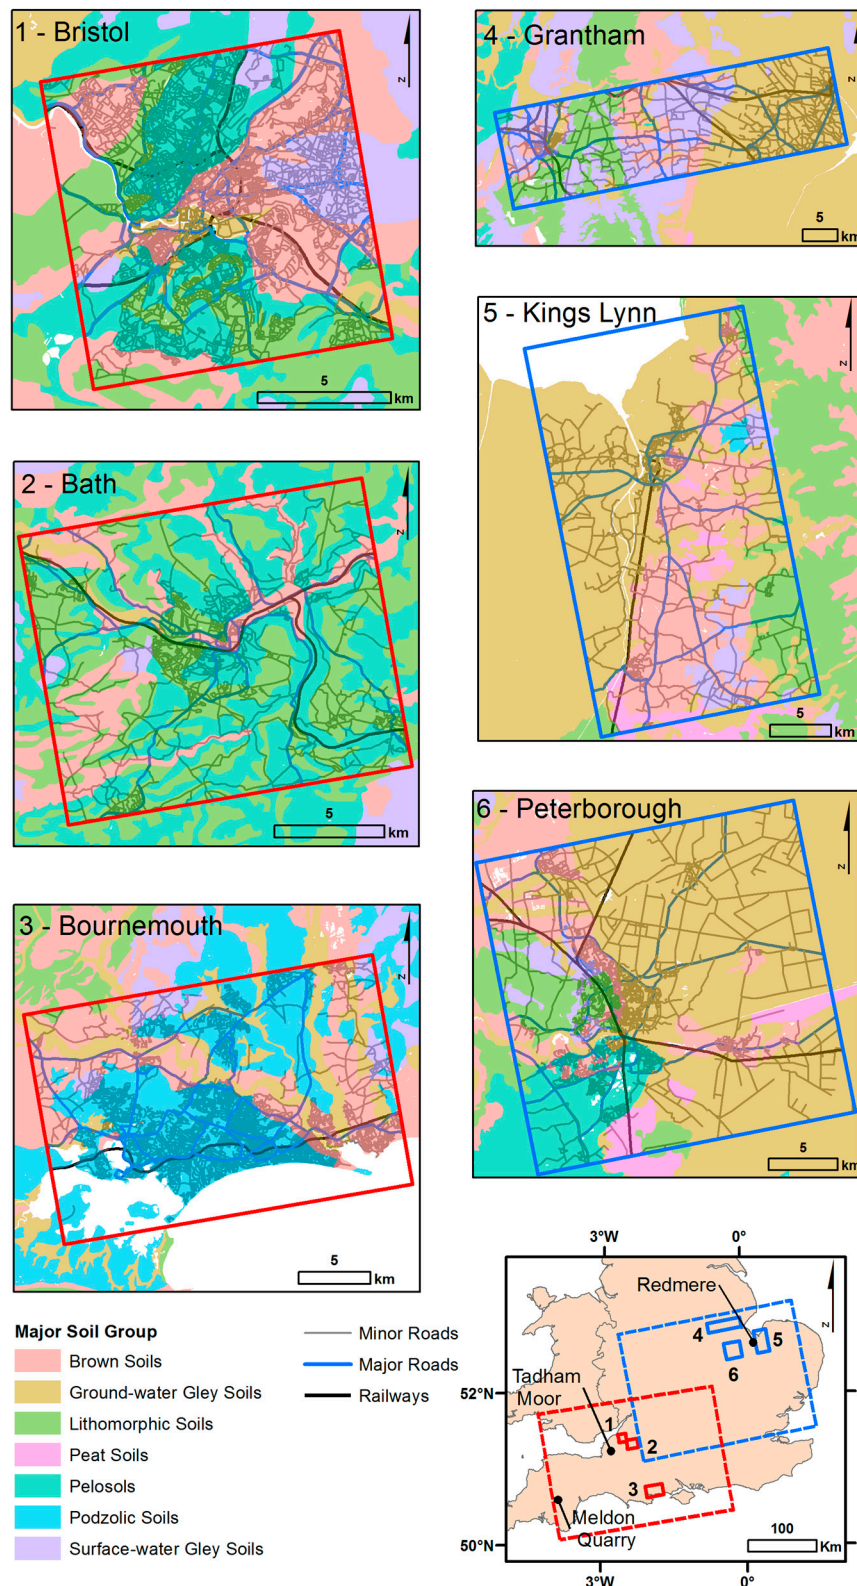 1 - Bristol
N
5
km
2 - Bath
N
5
km
3 - Bournemouth
N
5
km
4 - Grantham
N
5
km
5 - Kings Lynn
N
5
km
6 - Peterborough
N
5
km
Major Soil Group
Brown Soils
Ground-water Gley Soils
Lithomorphic Soils
Peat Soils
Pelosols
Podzolic Soils
Surface-water Gley Soils
Minor Roads
Major Roads
Railways
3°W
0°
Redmere
N
4
5
6
Tadham
Moor
52°N
1
2
3
Meldon
Quarry
100
Km
50°N
3°W
0°